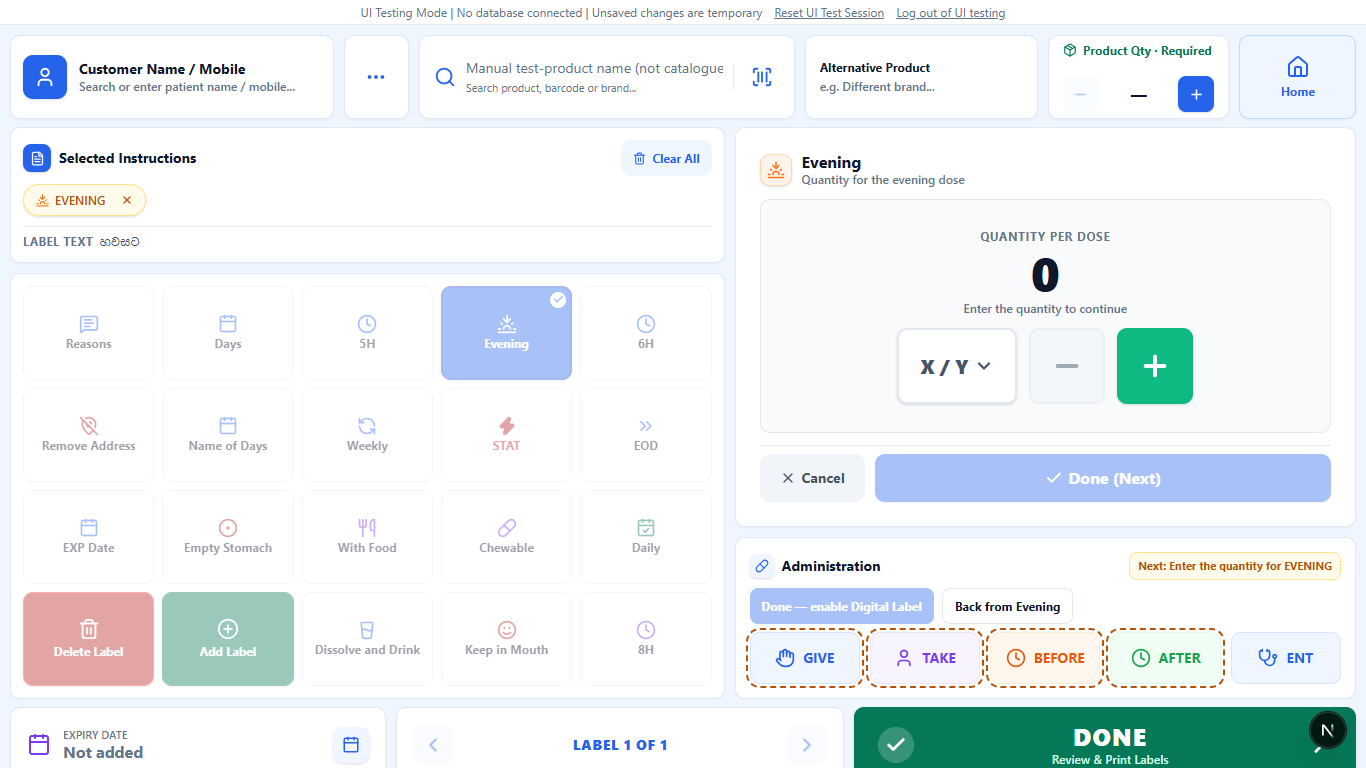 UI Testing Mode | No database connected | Unsaved changes are temporary Reset UI Test Session Log out of UI testing
Customer Name / Mobile
Search or enter patient name / mobile...
Manual test-product name (not catalogue
Search product, barcode or brand...
Alternative Product
e.g. Different brand...
Product Qty · Required
— — +
Home
Selected Instructions
Clear All
EVENING ×
LABEL TEXT හවසට
Evening
Quantity for the evening dose
QUANTITY PER DOSE
0
Enter the quantity to continue
X / Y
Cancel
Done (Next)
Reasons
Days
5H
Evening
6H
Remove Address
Name of Days
Weekly
STAT
EOD
EXP Date
Empty Stomach
With Food
Chewable
Daily
Delete Label
Add Label
Dissolve and Drink
Keep in Mouth
8H
Administration
Next: Enter the quantity for EVENING
Done — enable Digital Label
Back from Evening
GIVE
TAKE
BEFORE
AFTER
ENT
EXPIRY DATE
Not added
LABEL 1 OF 1
DONE
Review & Print Labels
N